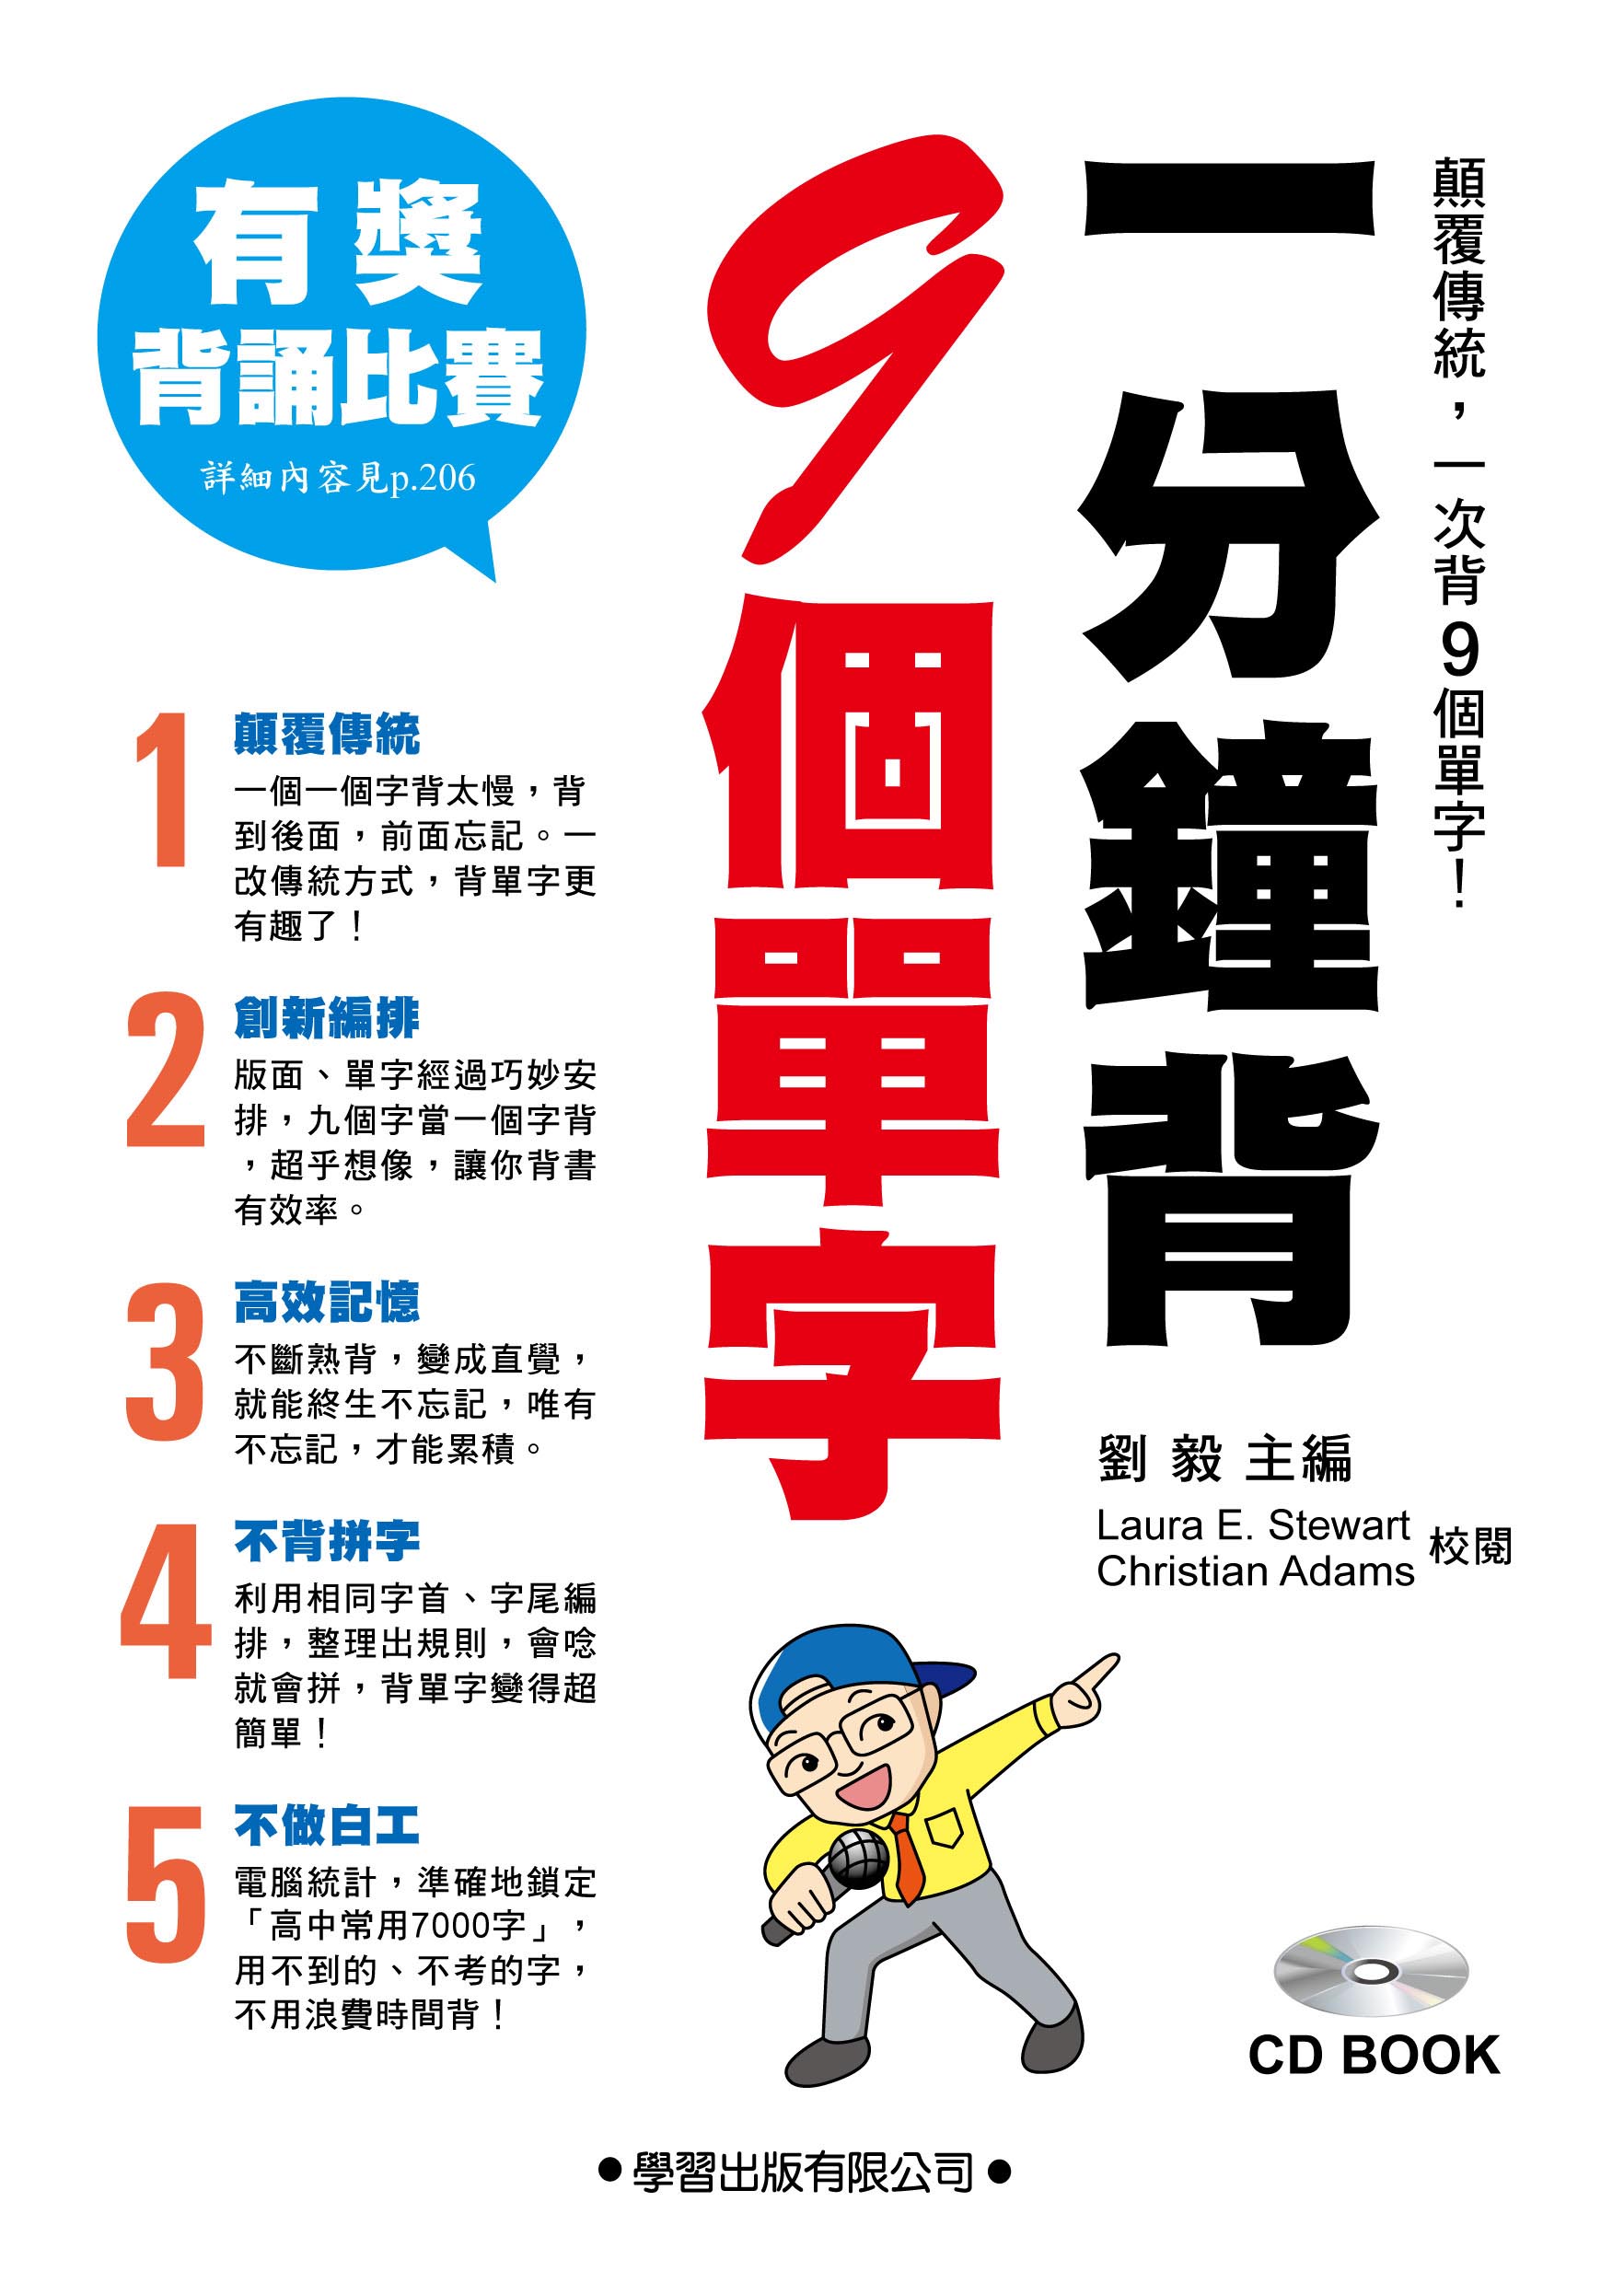 顛覆傳統，一次背9個單字！
一分鐘背
9個單字
有獎
背誦比賽
詳細內容見p.206
1
顛覆傳統
一個一個字背太慢，背
到後面，前面忘記。一
改傳統方式，背單字更
有趣了！
2
創新編排
版面、單字經過巧妙安
排，九個字當一個字背
，超乎想像，讓你背書
有效率。
3
高效記憶
不斷熟背，變成直覺，
就能終生不忘記，唯有
不忘記，才能累積。
4
不背拼字
利用相同字首、字尾編
排，整理出規則，會唸
就會拼，背單字變得超
簡單！
5
不做白工
電腦統計，準確地鎖定
「高中常用7000字」，
用不到的、不考的字，
不用浪費時間背！
劉 毅 主編
Laura E. Stewart
Christian Adams
校閱
CD BOOK
●學習出版有限公司●